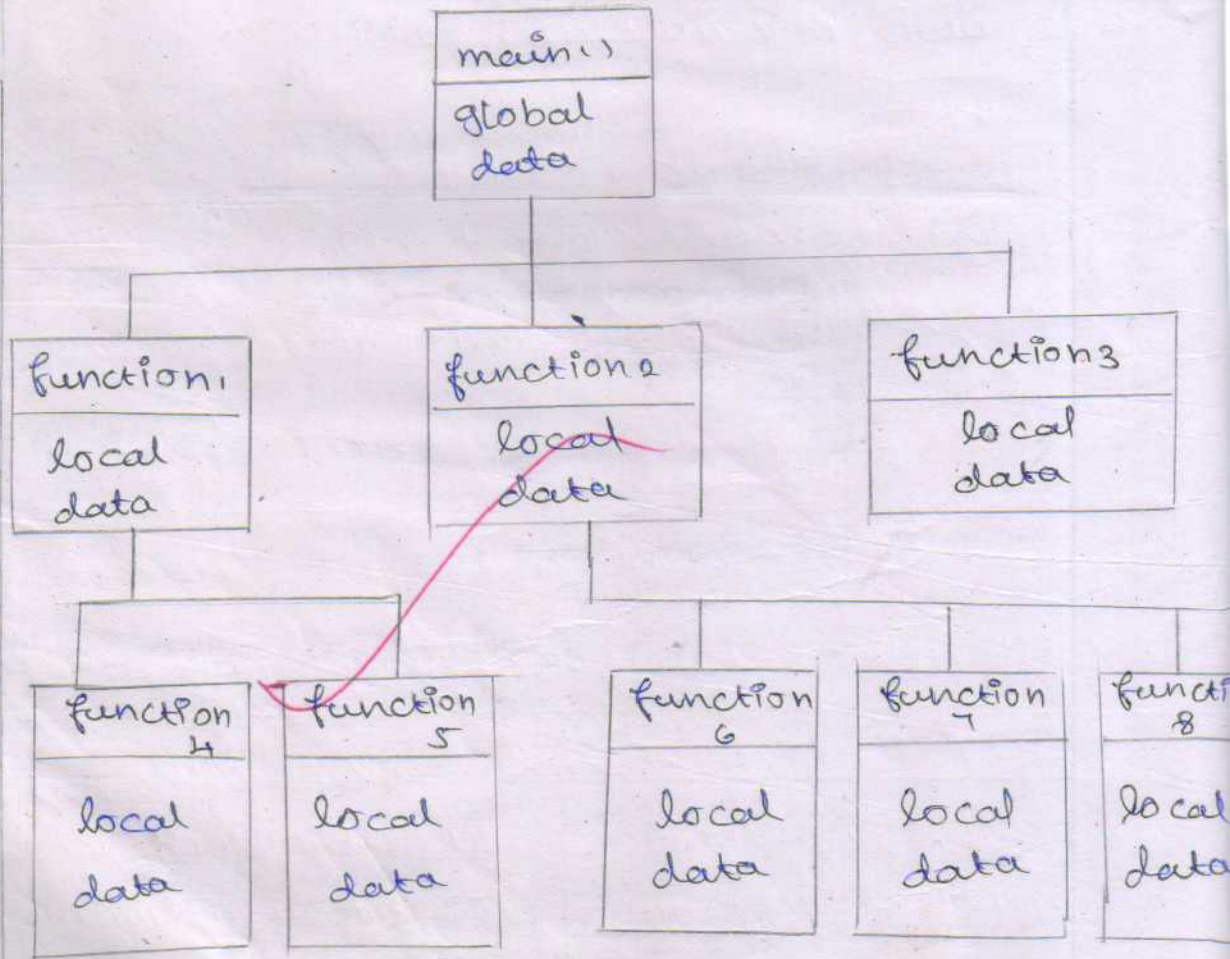 main()
global
data
function1
local
data
function2
local
data
function3
local
data
function
4
local
data
function
5
local
data
function
6
local
data
function
7
local
data
functi
8
local
data